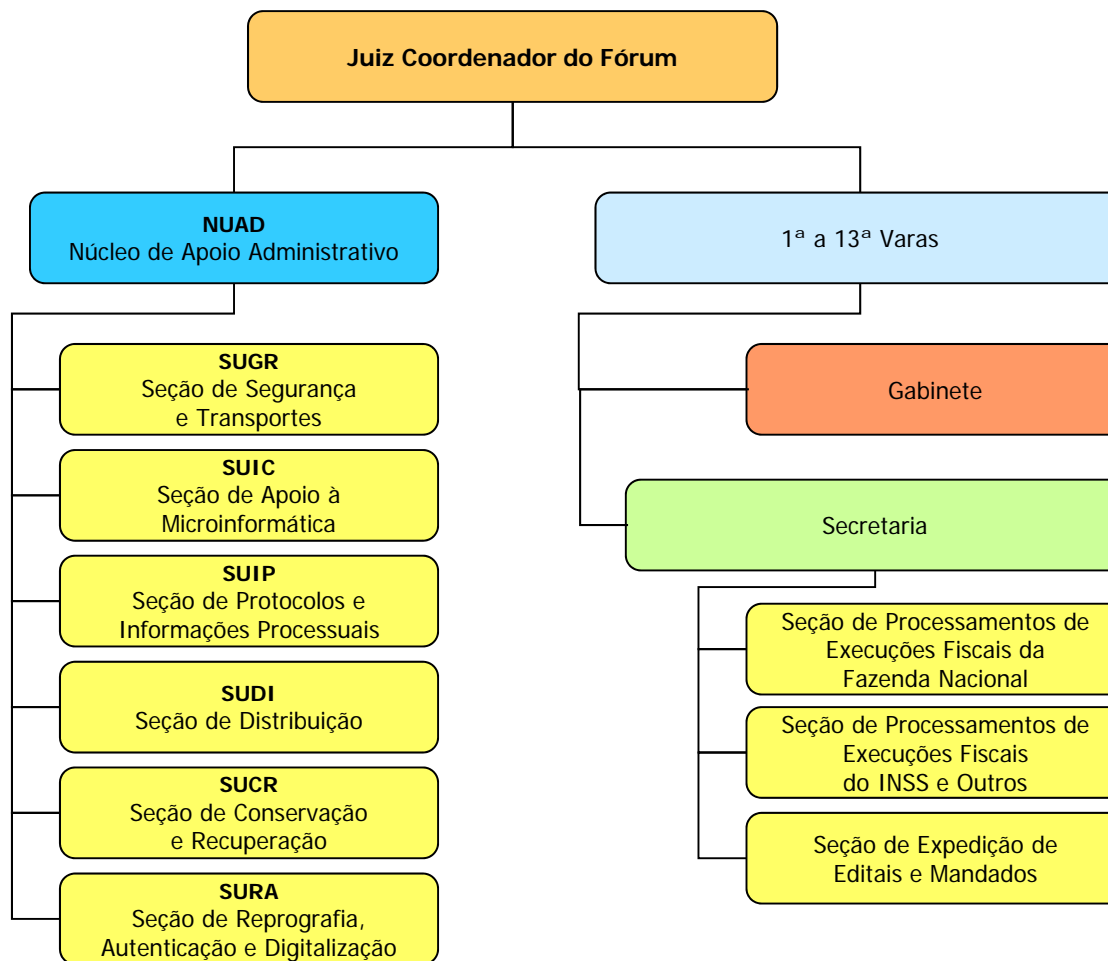 Juiz Coordenador do Fórum
NUAD
Núcleo de Apoio Administrativo
SUGR
Seção de Segurança
e Transportes
SUIC
Seção de Apoio à
Microinformática
SUIP
Seção de Protocolos e
Informações Processuais
SUDI
Seção de Distribuição
SUCR
Seção de Conservação
e Recuperação
SURA
Seção de Reprografia,
Autenticação e Digitalização
1ª a 13ª Varas
Gabinete
Secretaria
Seção de Processamentos de
Execuções Fiscais da
Fazenda Nacional
Seção de Processamentos de
Execuções Fiscais
do INSS e Outros
Seção de Expedição de
Editais e Mandados